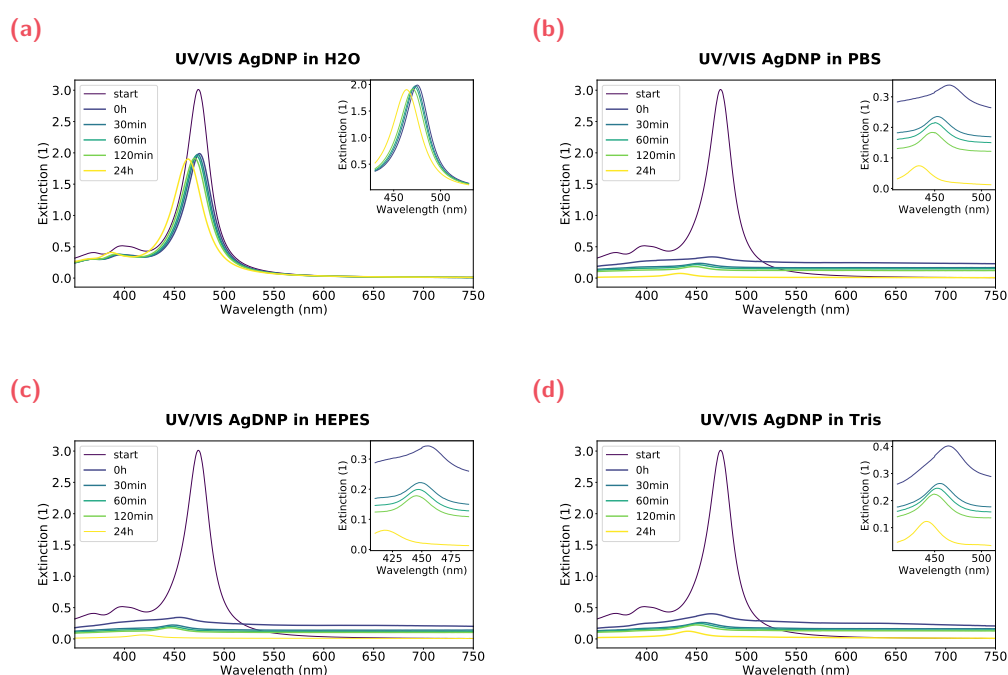 (a)
UV/VIS AgDNP in H2O
3.0
2.5
2.0
1.5
1.0
0.5
0.0
Extinction (1)
start
0h
30min
60min
120min
24h
2.0
1.5
1.0
0.5
Extinction (1)
450 500
Wavelength (nm)
400 450 500 550 600 650 700 750
Wavelength (nm)
(b)
UV/VIS AgDNP in PBS
3.0
2.5
2.0
1.5
1.0
0.5
0.0
Extinction (1)
start
0h
30min
60min
120min
24h
0.3
0.2
0.1
0.0
Extinction (1)
450 500
Wavelength (nm)
400 450 500 550 600 650 700 750
Wavelength (nm)
(c)
UV/VIS AgDNP in HEPES
3.0
2.5
2.0
1.5
1.0
0.5
0.0
Extinction (1)
start
0h
30min
60min
120min
24h
0.3
0.2
0.1
0.0
Extinction (1)
425 450 475
Wavelength (nm)
400 450 500 550 600 650 700 750
Wavelength (nm)
(d)
UV/VIS AgDNP in Tris
3.0
2.5
2.0
1.5
1.0
0.5
0.0
Extinction (1)
start
0h
30min
60min
120min
24h
0.4
0.3
0.2
0.1
Extinction (1)
450 500
Wavelength (nm)
400 450 500 550 600 650 700 750
Wavelength (nm)